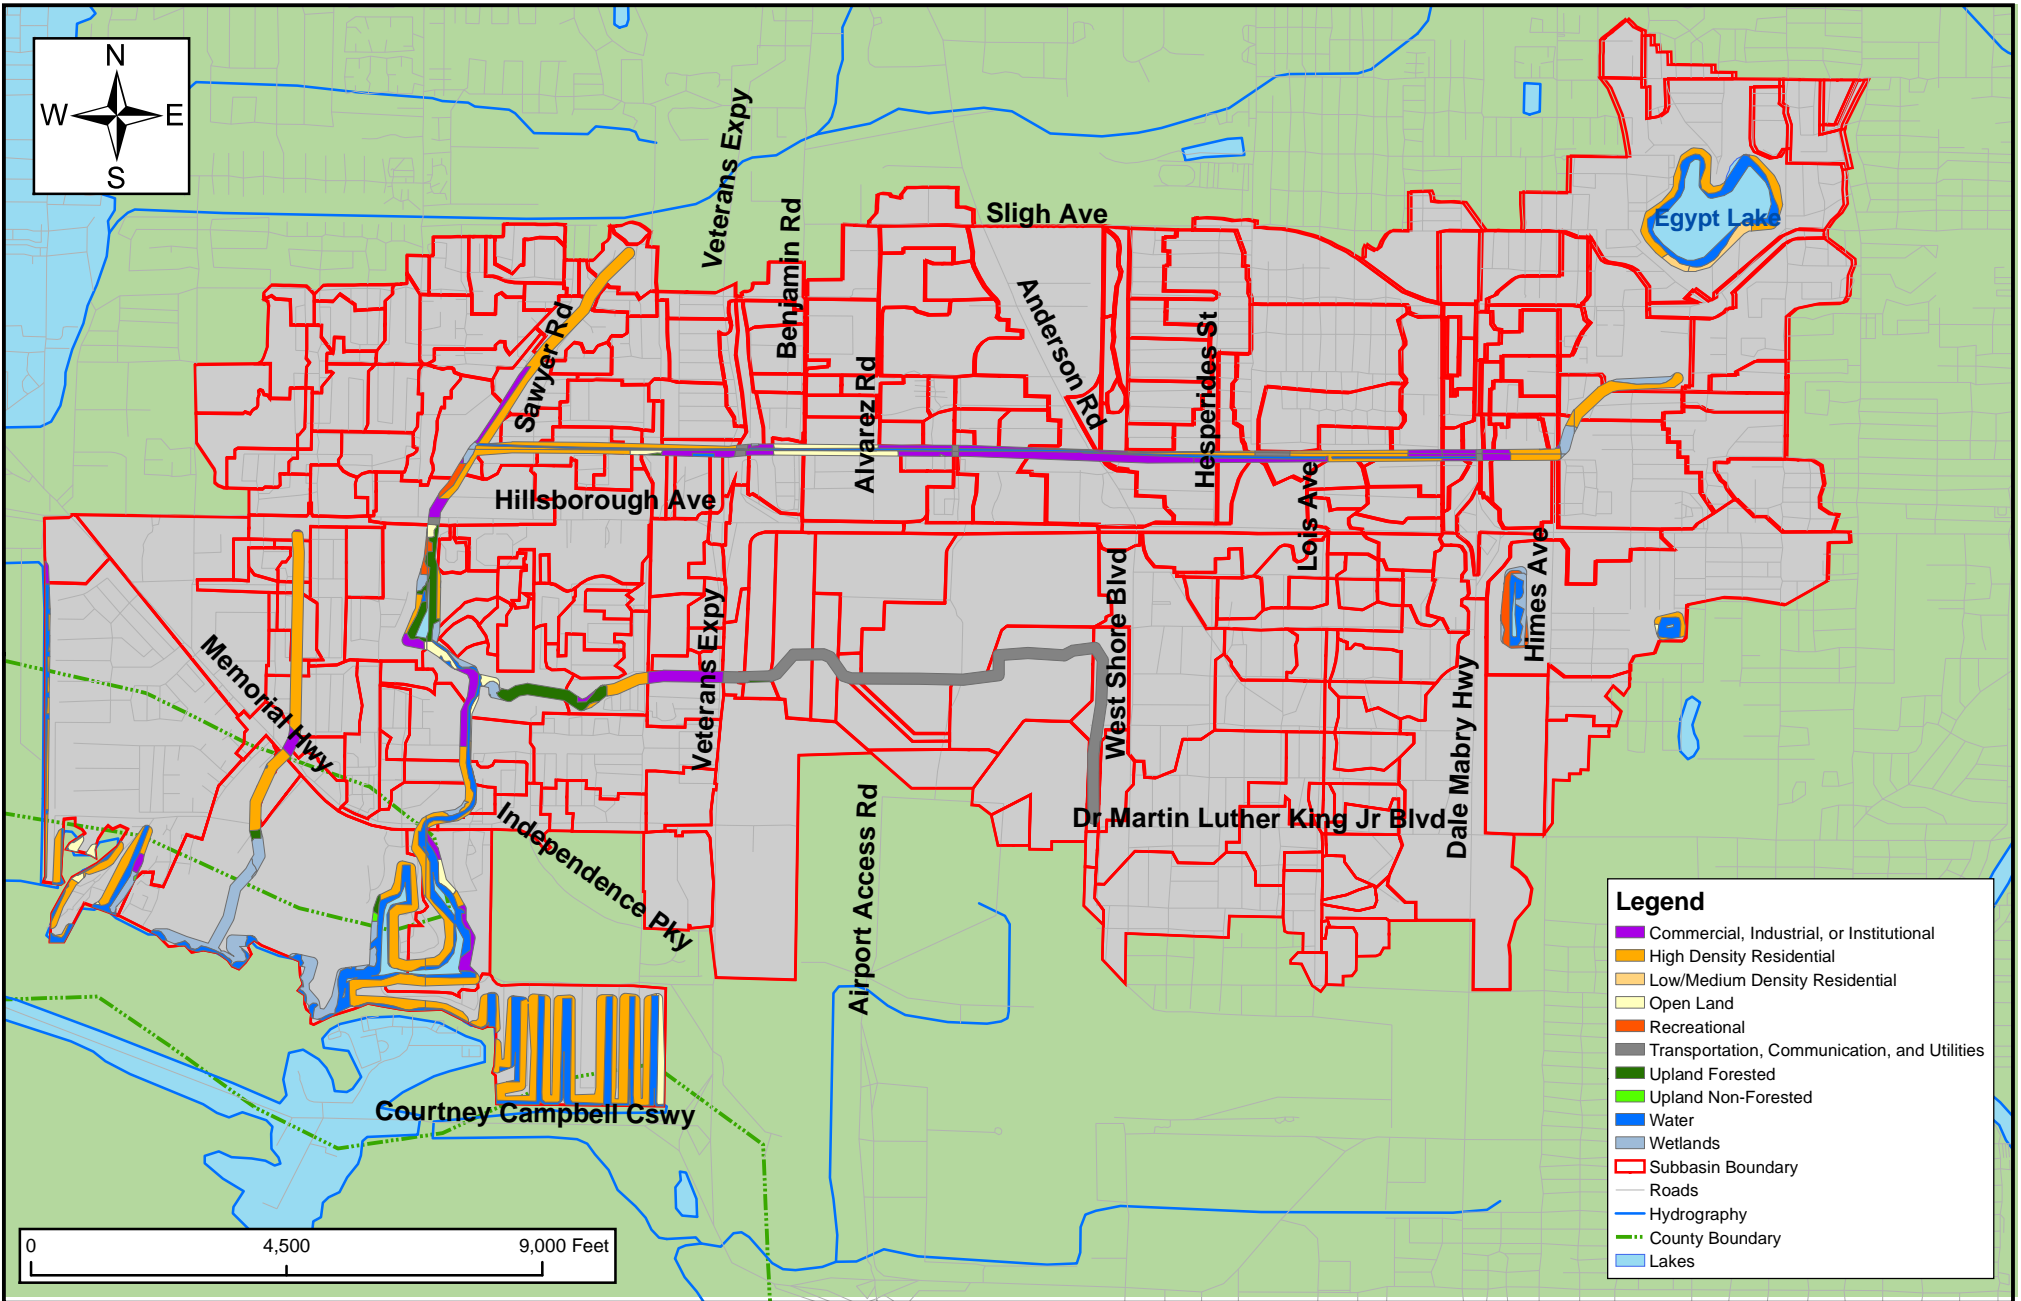 N
W E
S
Veterans Expy
Benjamin Rd
Sligh Ave
Egypt Lake
Sawyer Rd
Anderson Rd
Hesperides St
Alvarez Rd
Hillsborough Ave
Lois Ave
Himes Ave
West Shore Blvd
Veterans Expy
Memorial Hwy
Dale Mabry Hwy
Independence Pky
Airport Access Rd
Dr Martin Luther King Jr Blvd
Courtney Campbell Cswy
0 4,500 9,000 Feet
Legend
Commercial, Industrial, or Institutional
High Density Residential
Low/Medium Density Residential
Open Land
Recreational
Transportation, Communication, and Utilities
Upland Forested
Upland Non-Forested
Water
Wetlands
Subbasin Boundary
Roads
Hydrography
County Boundary
Lakes